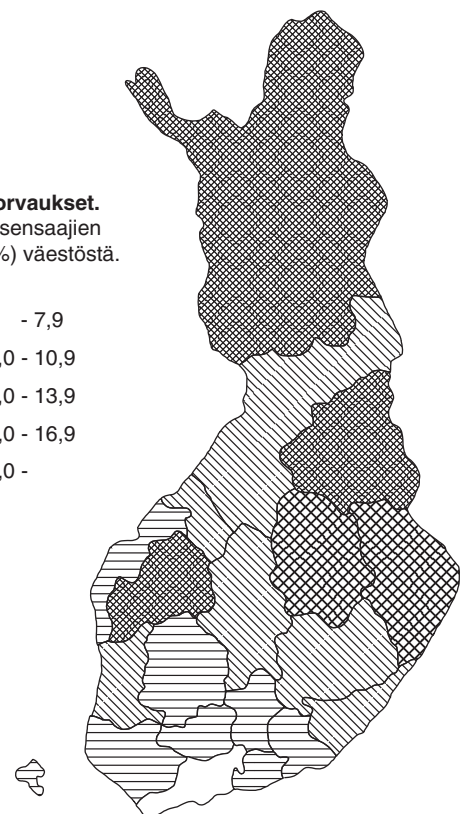 orvaukset.
sensaajien
%) väestöstä.
- 7,9
,0 - 10,9
,0 - 13,9
,0 - 16,9
,0 -